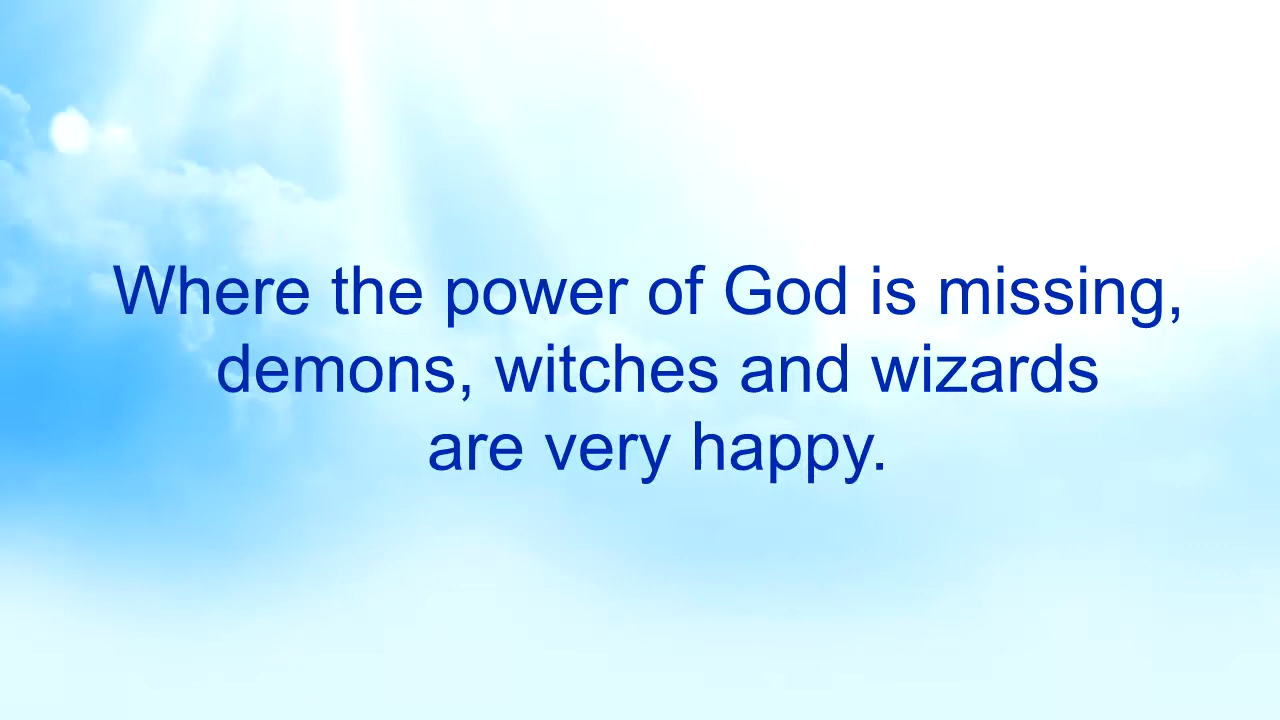 Where the power of God is missing,
demons, witches and wizards
are very happy.